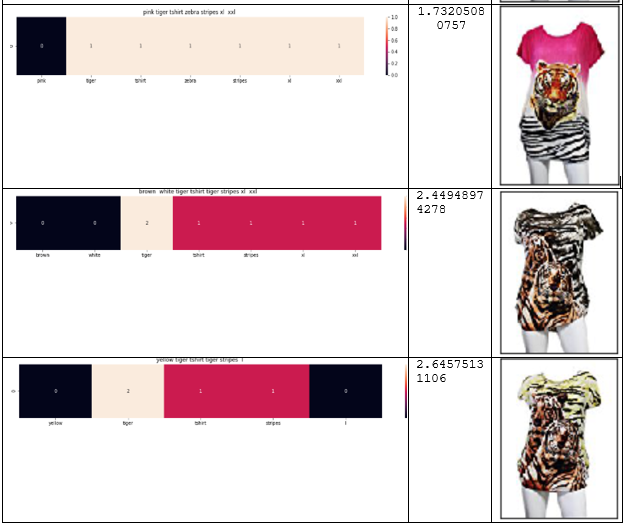 pink tiger tshirt zebra stripes xl xxl
0 1 1 1 1 1 1
pink tiger tshirt zebra stripes xl xxl
1.0
0.8
0.6
0.4
0.2
0.0
1.7320508
0757
brown white tiger tshirt tiger stripes xl xxl
0 0 2 1 1 1 1
brown white tiger tshirt stripes xl xxl
2.4494897
4278
yellow tiger tshirt tiger stripes l
0 2 1 1 0
yellow tiger tshirt stripes l
2.6457513
1106